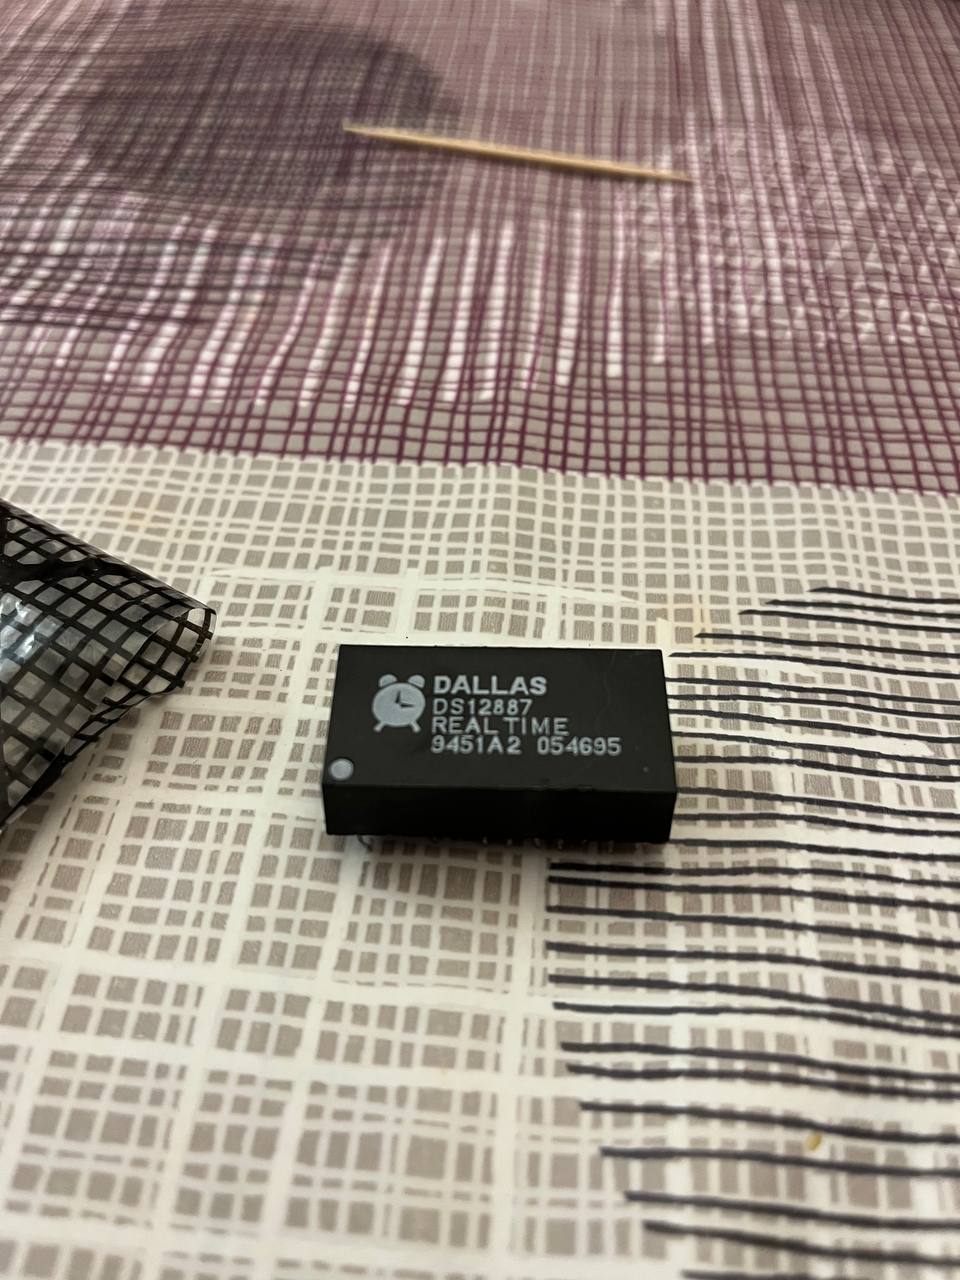 DALLAS
DS12887
REAL TIME
9451A2 054695